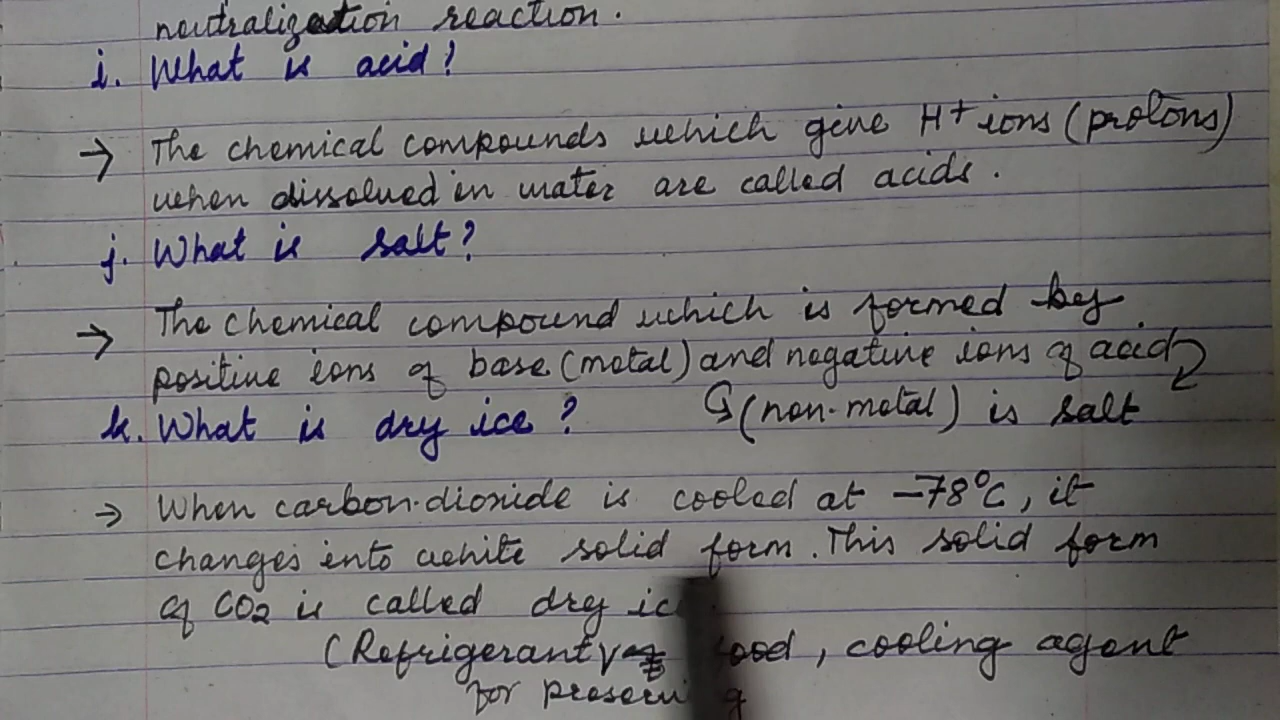 neutralization reaction.
i. What is acid?
→ The chemical compounds which give H+ ions (protons)
when dissolved in water are called acids.
j. What is salt?
→ The chemical compound which is formed by
positive ions of base (metal) and negative ions of acid
(non-metal) is salt
k. What is dry ice?
→ When carbon-dioxide is cooled at -78°C, it
changes into white solid form. This solid form
of CO2 is called dry
(Refrigerant, cooling agent
for